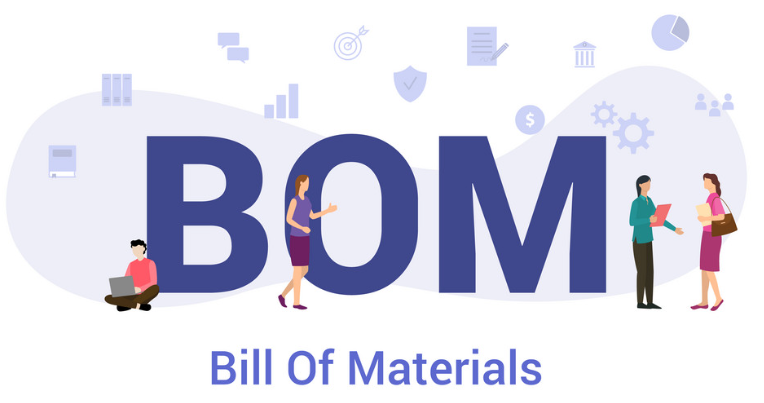 BOM
$
Bill Of Materials